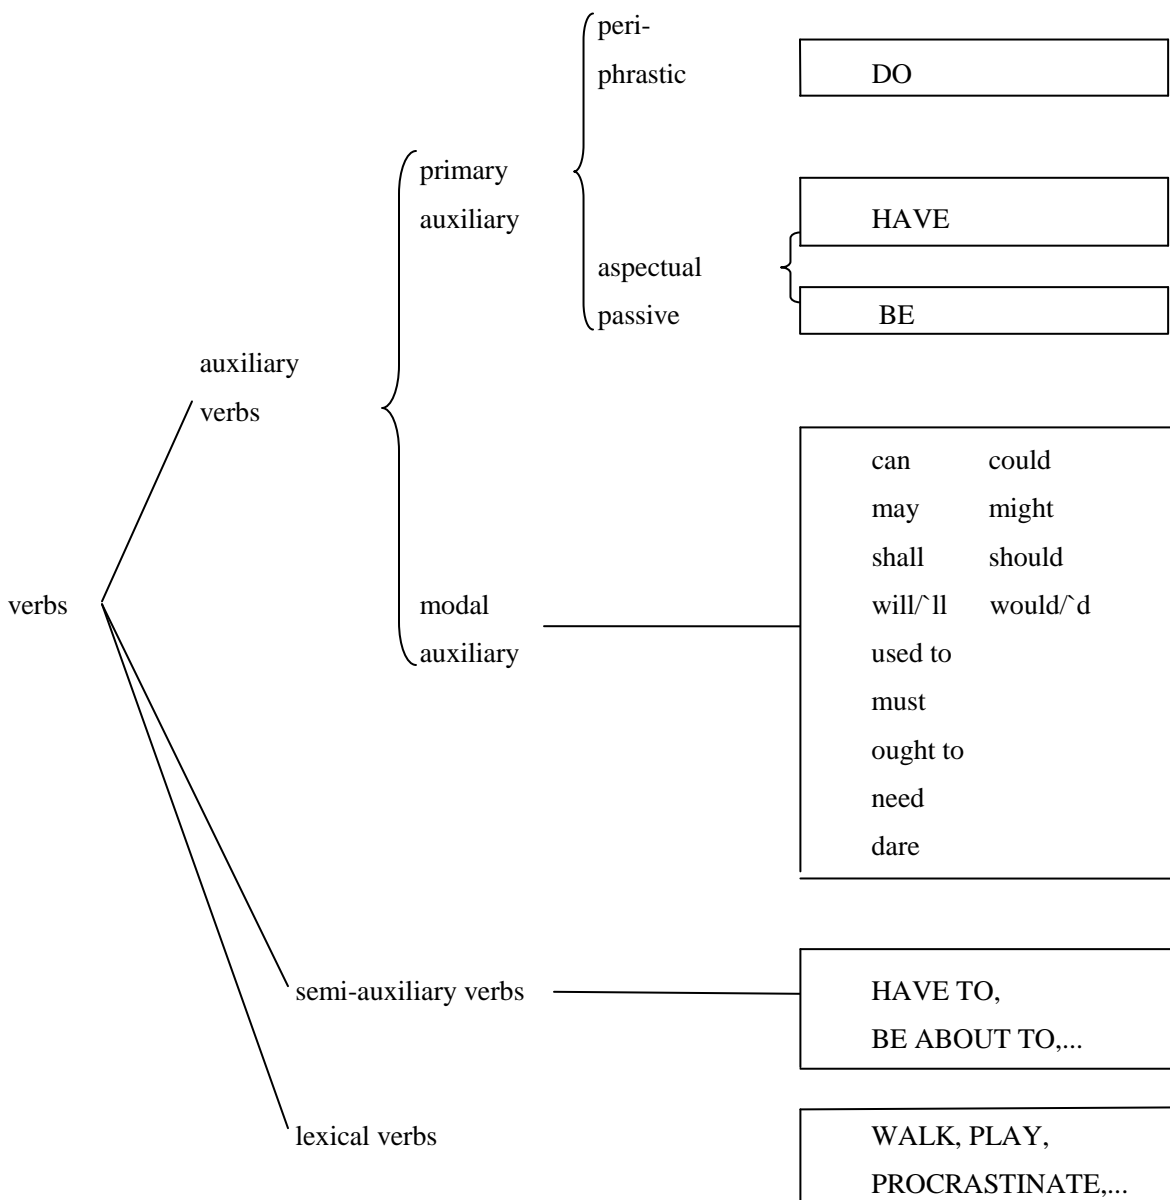 peri-
phrastic
DO
primary
auxiliary
HAVE
aspectual
passive
BE
auxiliary
verbs
can could
may might
shall should
verbs
modal
auxiliary
will/`ll would/`d
used to
must
ought to
need
dare
semi-auxiliary verbs
HAVE TO,
BE ABOUT TO,...
lexical verbs
WALK, PLAY,
PROCRASTINATE,...